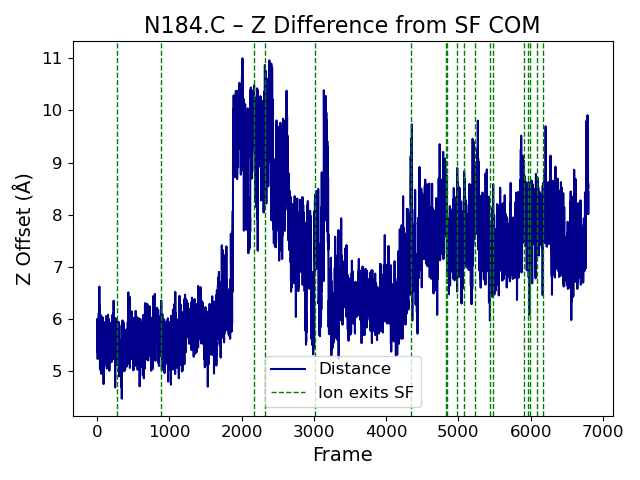 N184.C – Z Difference from SF COM
Z Offset (Å)
11
10
9
8
7
6
5
Distance
Ion exits SF
0 1000 2000 3000 4000 5000 6000 7000
Frame